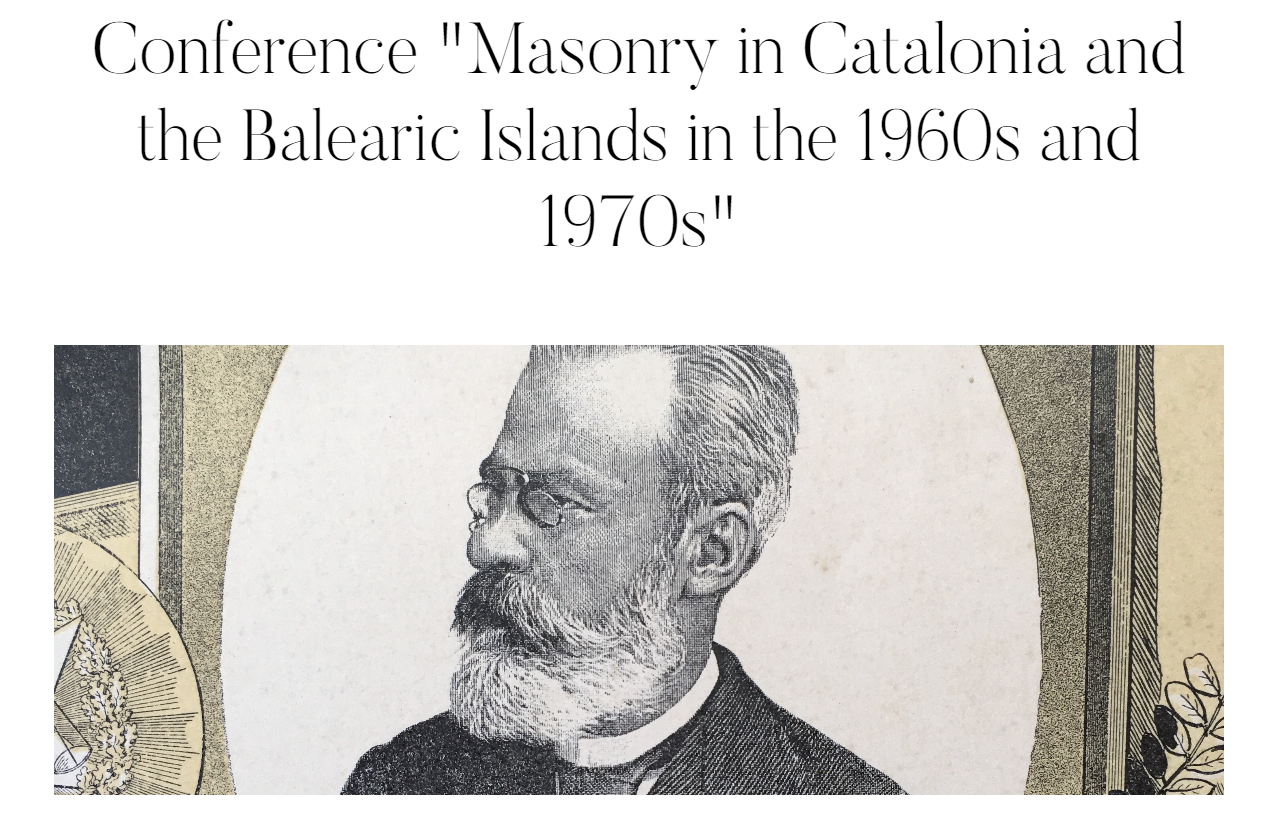 Conference "Masonry in Catalonia and
the Balearic Islands in the 1960s and
1970s"